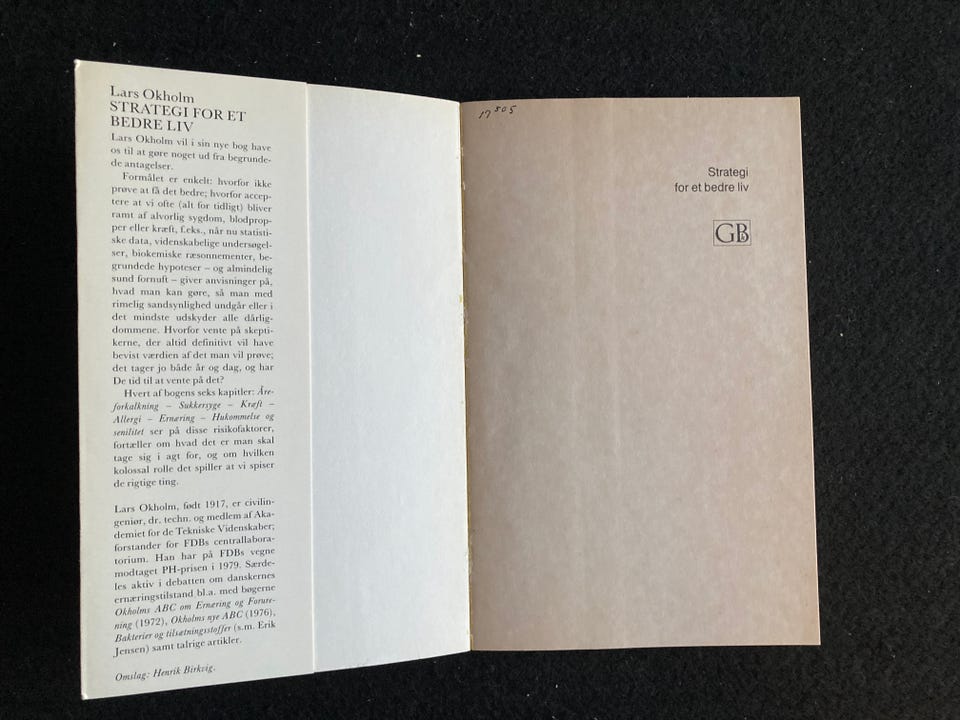 Lars Okholm
STRATEGI FOR ET
BEDRE LIV
Lars Okholm vil i sin nye bog have
os til at gøre noget ud fra begrunde-
de antagelser.
Formålet er enkelt: hvorfor ikke
prøve at få det bedre; hvorfor accep-
tere at vi ofte (alt for tidligt) bliver
ramt af alvorlig sygdom, blodprop-
per eller kræft, f.eks., når nu statisti-
ske data, videnskabelige undersøgel-
ser, biokemiske ræsonnementer, be-
grundede hypoteser – og almindelig
sund fornuft – giver anvisninger på,
hvad man kan gøre, så man med
rimelig sandsynlighed undgår eller i
det mindste udskyder alle dårlig-
dommene. Hvorfor vente på skepti-
kerne, der altid definitivt vil have
bevist værdien af det man vil prøve;
det tager jo både år og dag, og har
De tid til at vente på det?
Hvert af bogens seks kapitler: Åre-
forkalkning – Sukkersyge – Kræft –
Allergi – Ernæring – Hukommelse og
senilitet ser på disse risikofaktorer,
fortæller om hvad det er man skal
tage sig i agt for, og om hvilken
kolossal rolle det spiller at vi spiser
de rigtige ting.
Lars Okholm, født 1917, er civilin-
geniør, dr. techn. og medlem af Aka-
demiet for de Tekniske Videnskaber;
forstander for FDBs centrallabora-
torium. Han har på FDBs vegne
modtaget PH-prisen i 1979. Særde-
les aktiv i debatten om danskernes
ernæringstilstand bl.a. med bøgerne
Okholms ABC om Ernæring og Forure-
ning (1972), Okholms nye ABC (1976),
Bakterier og tilsætningsstoffer (s.m. Erik
Jensen) samt talrige artikler.
Omslag: Henrik Birkvig.
17505
Strategi
for et bedre liv
GB